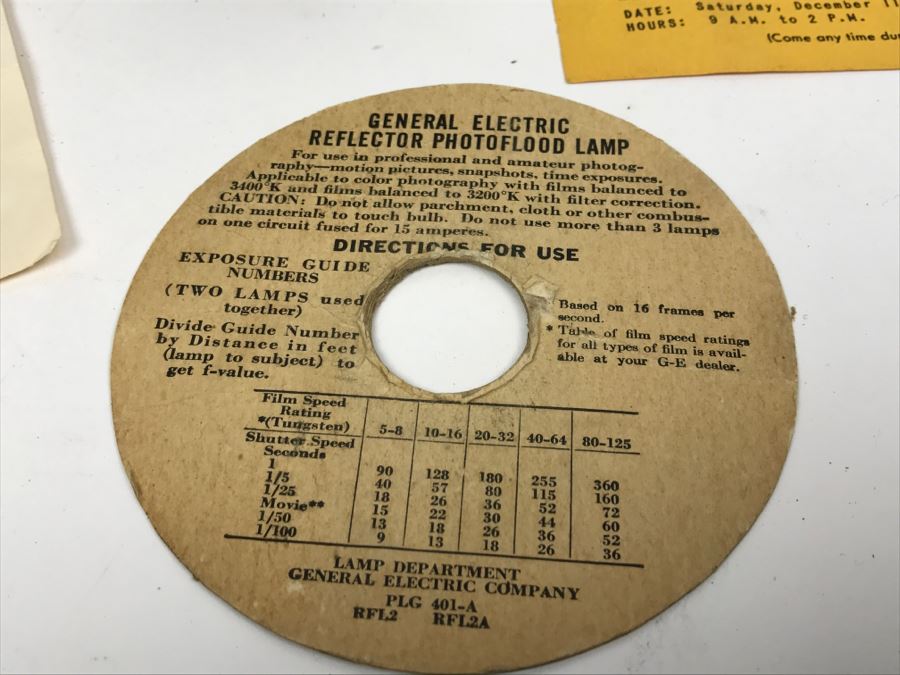 DATE: Saturday, December 11
HOURS: 9 A.M. to 2 P.M.
(Come any time du
GENERAL ELECTRIC
REFLECTOR PHOTOFLOOD LAMP
For use in professional and amateur photog-
raphy—motion pictures, snapshots, time exposures.
Applicable to color photography with films balanced to
3400°K and films balanced to 3200°K with filter correction.
CAUTION: Do not allow parchment, cloth or other combus-
tible materials to touch bulb. Do not use more than 3 lamps
on one circuit fused for 15 amperes.
DIRECTIONS FOR USE
EXPOSURE GUIDE
NUMBERS
(TWO LAMPS used
together)
Divide Guide Number
by Distance in feet
(lamp to subject) to
get f-value.
Based on 16 frames per
second.
* Table of film speed ratings
for all types of film is avail-
able at your G-E dealer.
Film Speed
Rating
*(Tungsten) 5-8 10-16 20-32 40-64 80-125
Shutter Speed
Seconds
1 90 128 180 255 360
1/5 40 57 80 115 160
1/25 18 26 36 52 72
Movie** 15 22 30 44 60
1/50 13 18 26 36 52
1/100 9 13 18 26 36
LAMP DEPARTMENT
GENERAL ELECTRIC COMPANY
PLG 401-A
RFL2 RFL2A